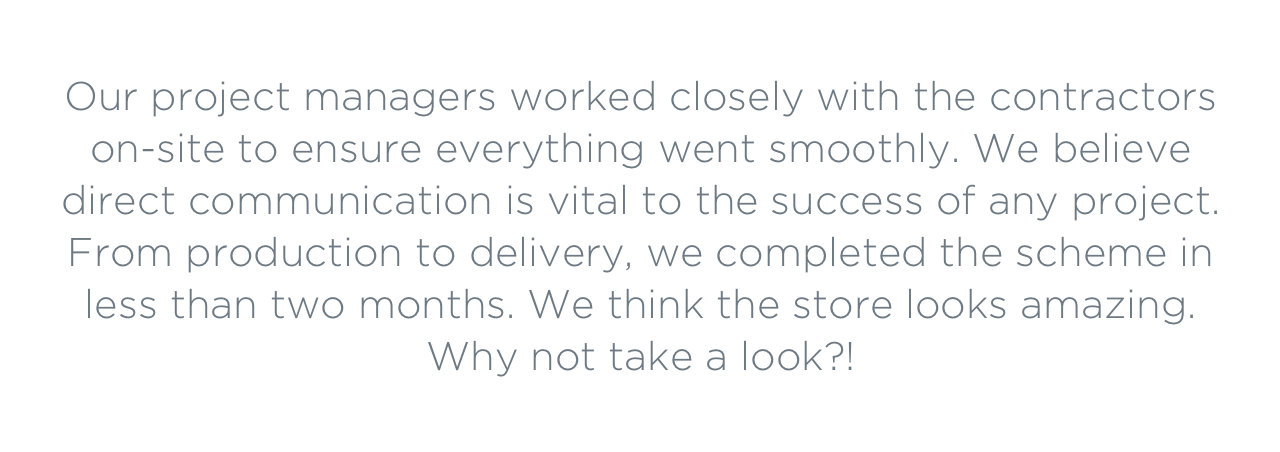 Our project managers worked closely with the contractors
on-site to ensure everything went smoothly. We believe
direct communication is vital to the success of any project.
From production to delivery, we completed the scheme in
less than two months. We think the store looks amazing.
Why not take a look?!